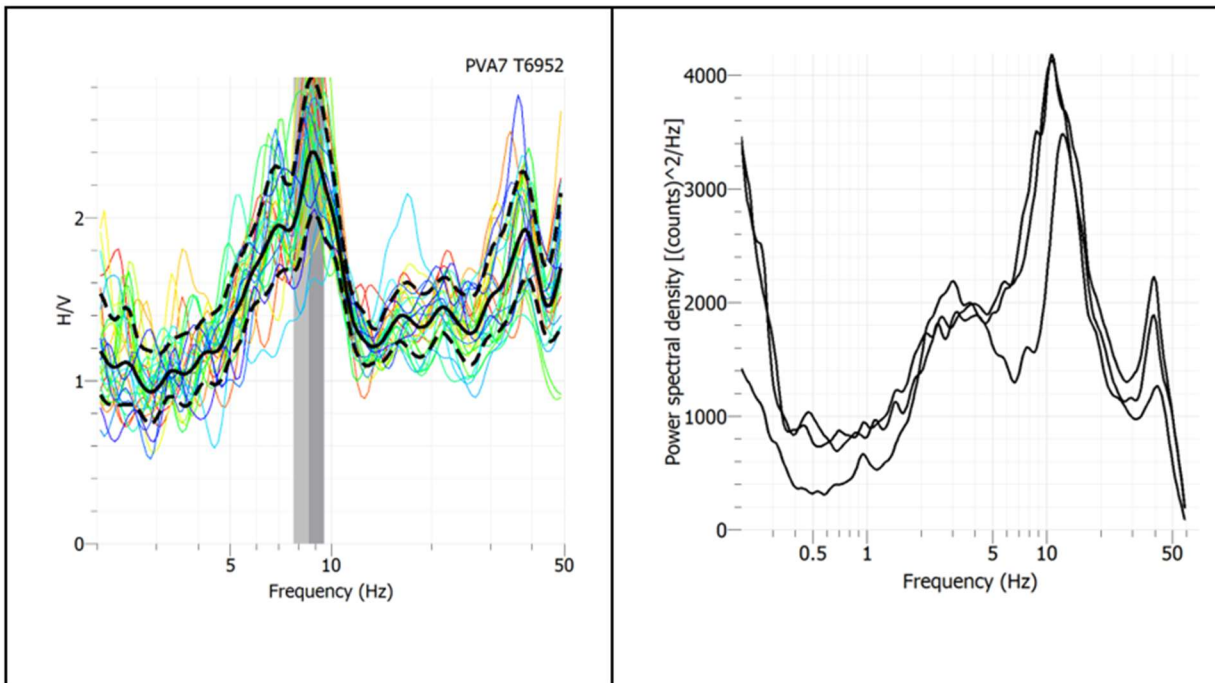 PVA7 T6952
H/V
2
1
0
5 10 50
Frequency (Hz)
Power spectral density [(counts)^2/Hz]
4000
3000
2000
1000
0
0.5 1 5 10 50
Frequency (Hz)